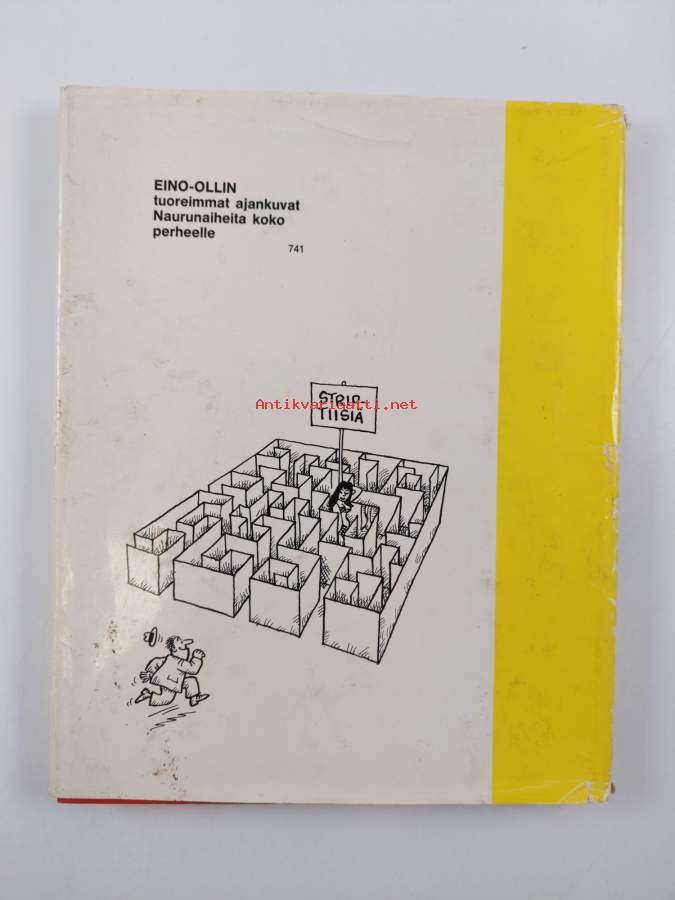 EINO-OLLIN
tuoreimmat ajankuvat
Naurunaiheita koko
perheelle
741
STRIP-
Antikvariaatti.net
TIISIÄ